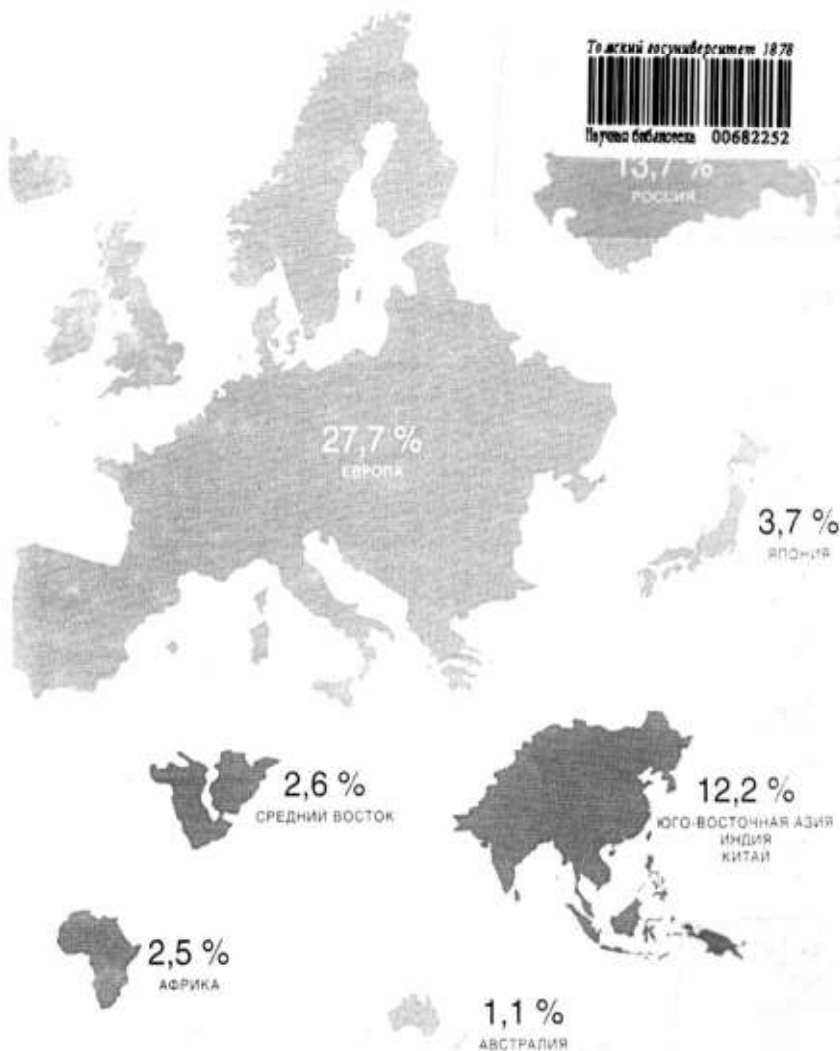 Томский госуниверситет 1878
Научная библиотека 00682252
13,7 %
РОССИЯ
27,7 %
ЕВРОПА
3,7 %
ЯПОНИЯ
2,6 %
СРЕДНИЙ ВОСТОК
12,2 %
ЮГО-ВОСТОЧНАЯ АЗИЯ
ИНДИЯ
КИТАЙ
2,5 %
АФРИКА
1,1 %
АВСТРАЛИЯ